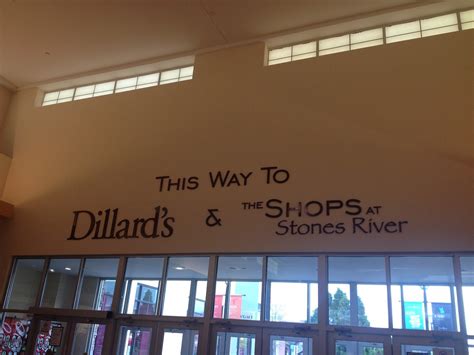 THIS WAY TO
Dillard's & THE SHOPS AT
Stones River